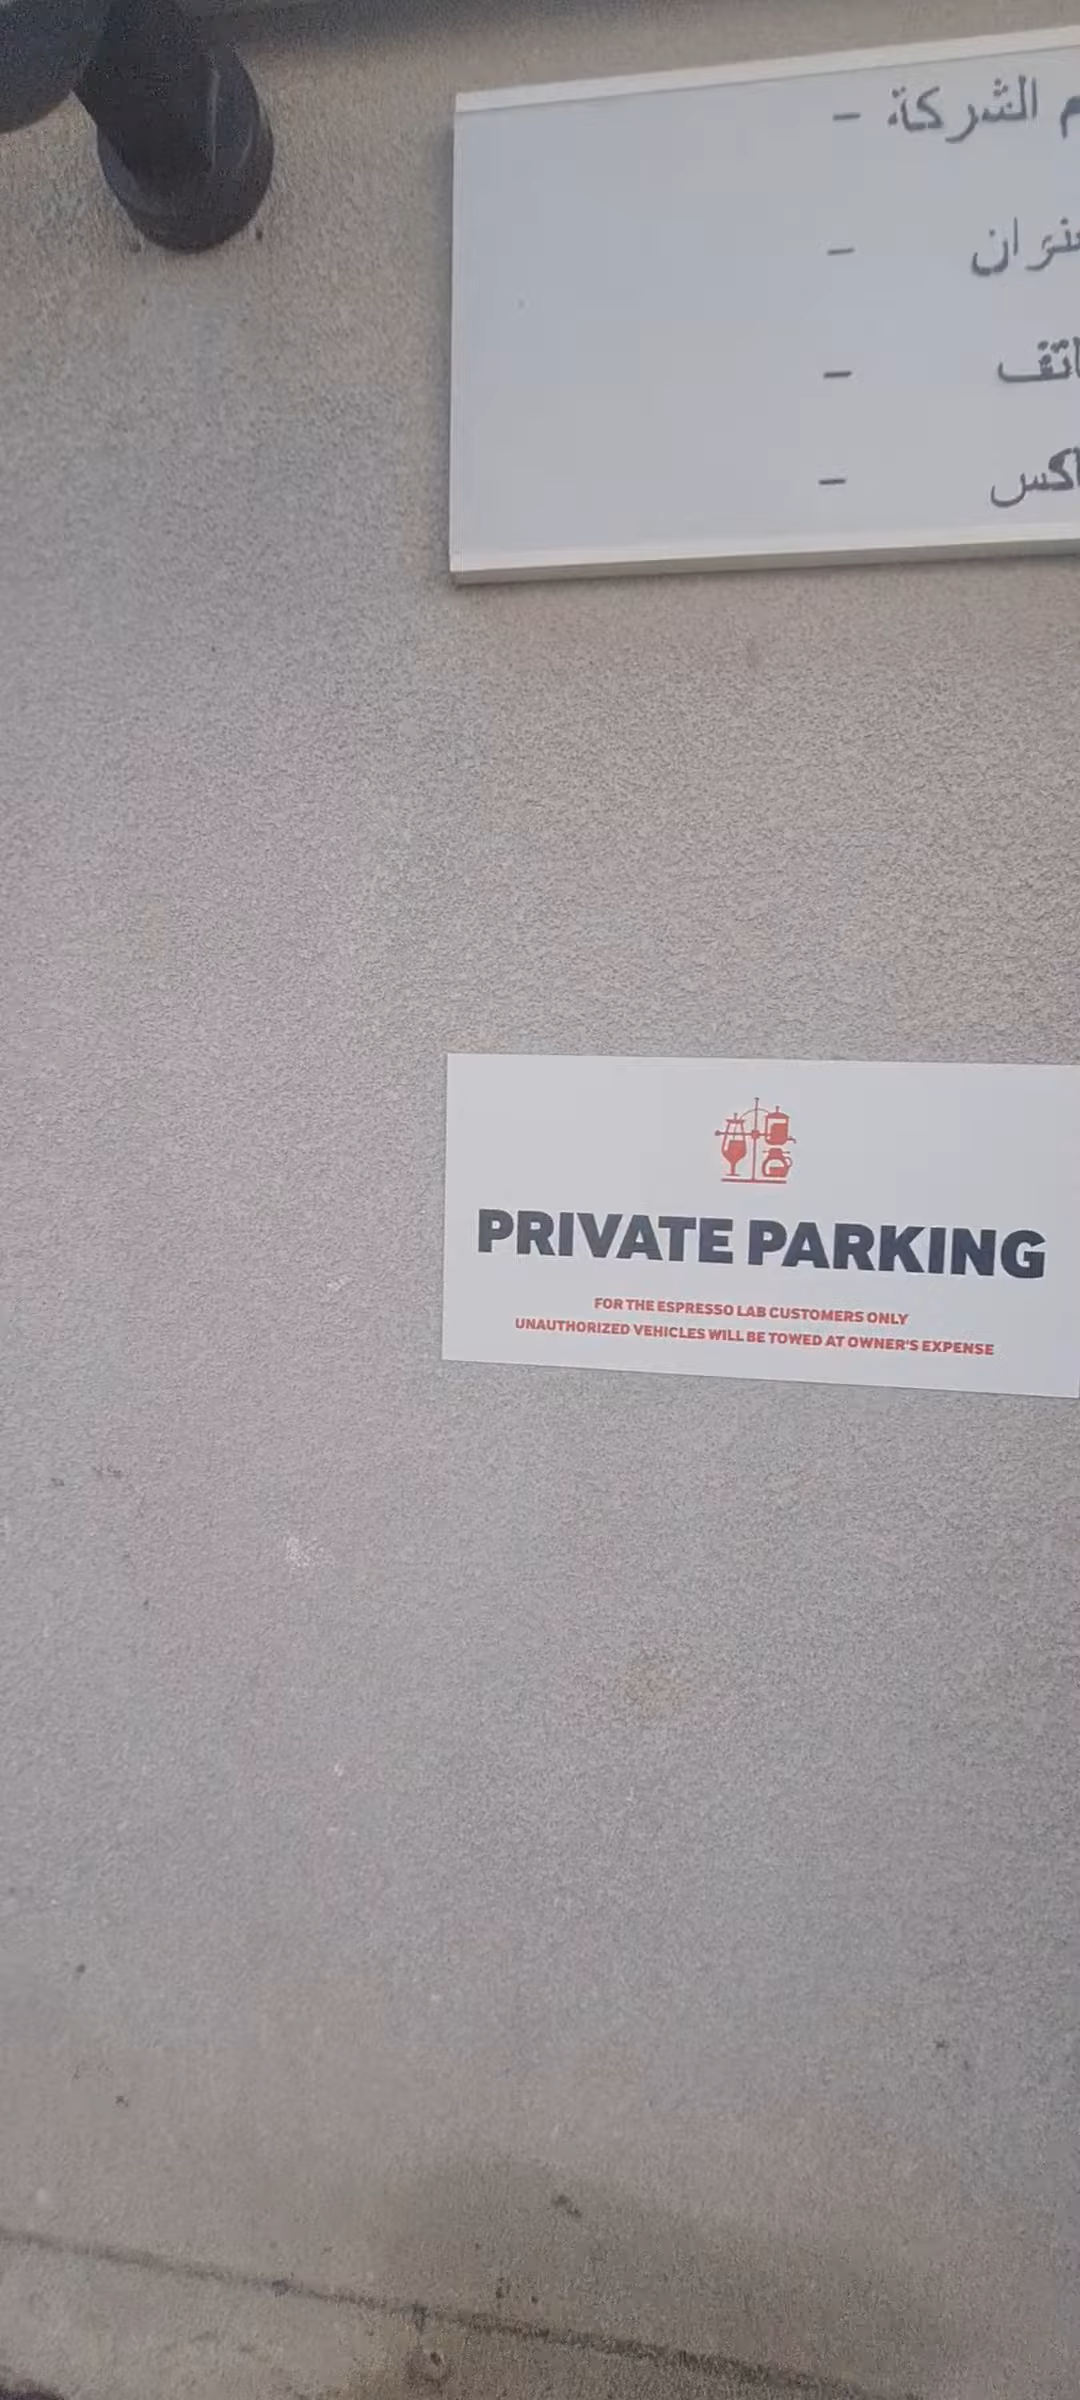 الشركة -
-
-
-
PRIVATE PARKING
FOR THE ESPRESSO LAB CUSTOMERS ONLY
UNAUTHORIZED VEHICLES WILL BE TOWED AT OWNER'S EXPENSE